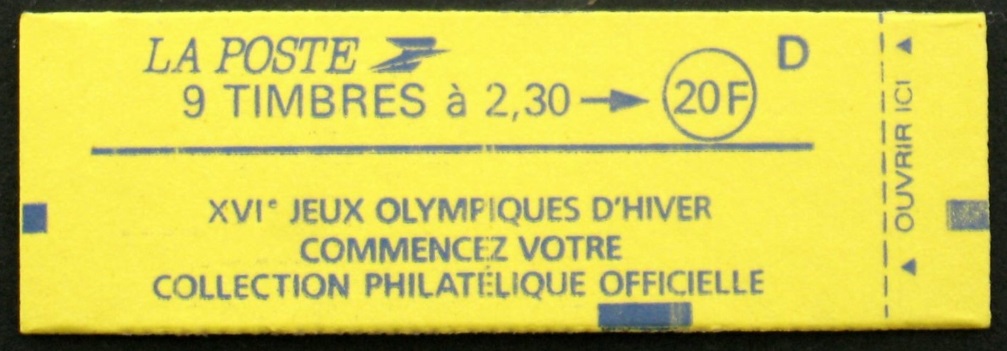 LA POSTE
D
9 TIMBRES à 2,30 → 20F
XVIe JEUX OLYMPIQUES D'HIVER
COMMENCEZ VOTRE
COLLECTION PHILATÉLIQUE OFFICIELLE
OUVRIR ICI